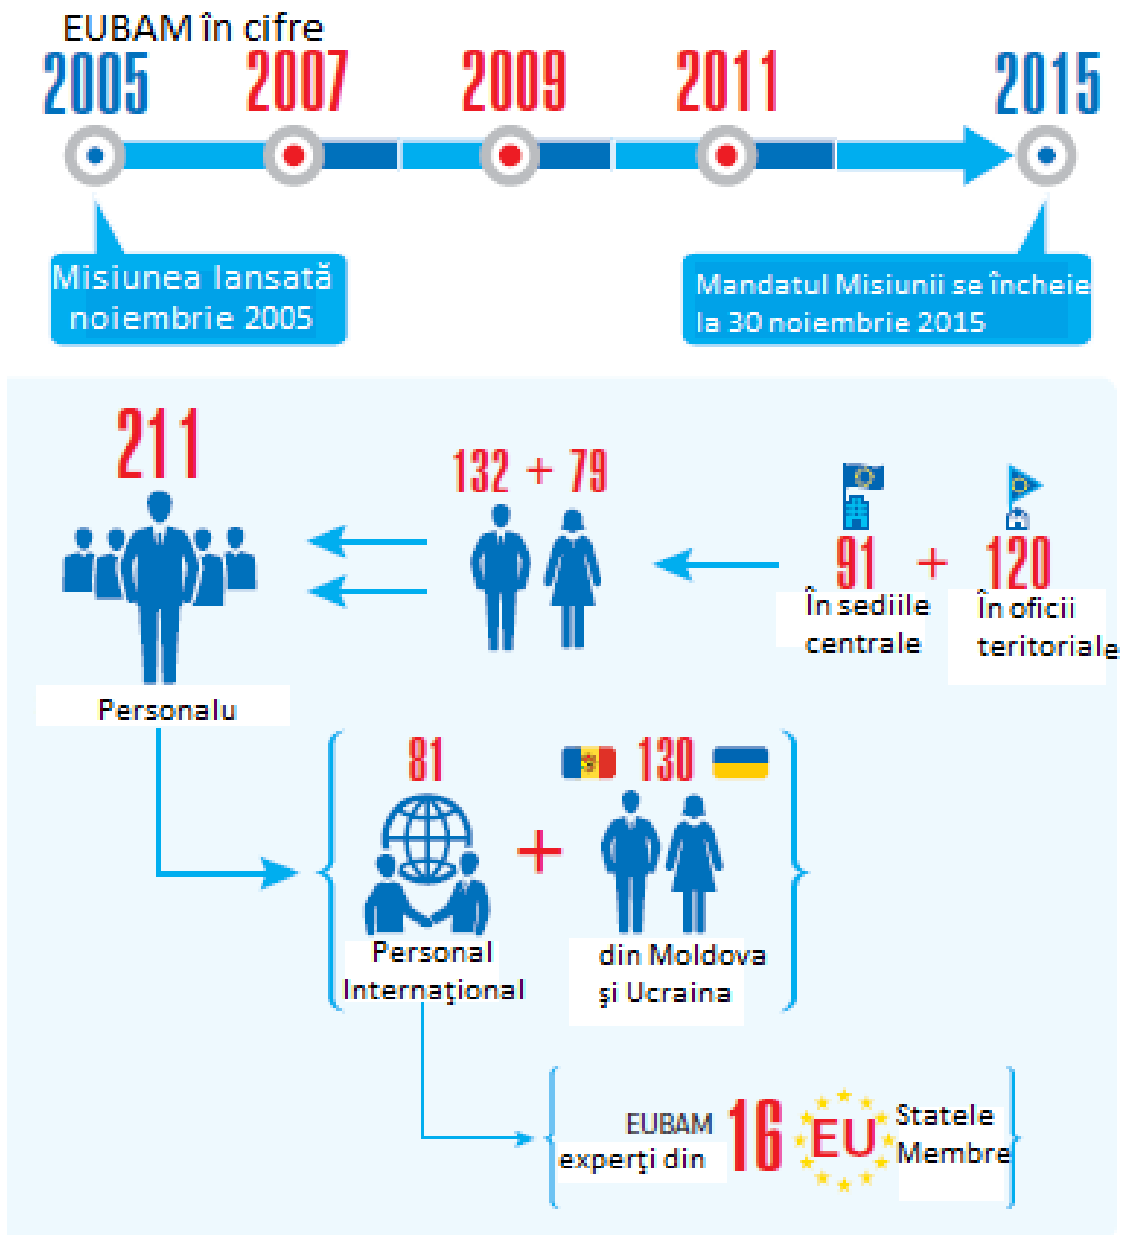 EUBAM în cifre
2005 2007 2009 2011 2015
Misiunea lansată
noiembrie 2005
Mandatul Misiunii se încheie
la 30 noiembrie 2015
211
Personalu
132 + 79
91 + 120
În sediile
centrale
În oficii
teritoriale
81
Personal
Internaţional
+
130
din Moldova
şi Ucraina
EUBAM
experţi din
16
EU
Statele
Membre